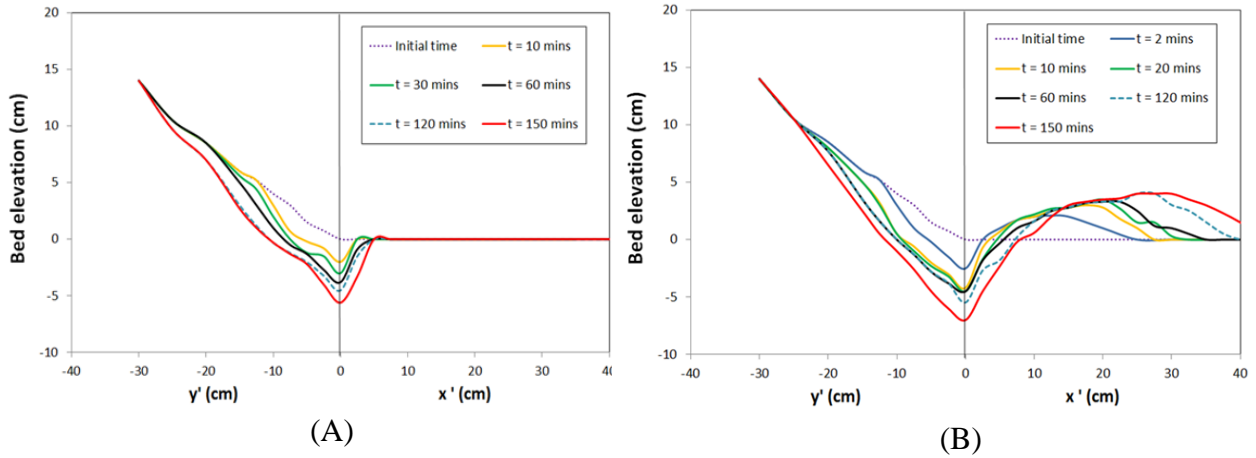 20
15
10
5
0
-5
-10
Bed elevation (cm)
Initial time t = 10 mins
t = 30 mins t = 60 mins
t = 120 mins t = 150 mins
-40 -30 -20 -10 0 10 20 30 40
y' (cm) x ' (cm)
(A)
20
15
10
5
0
-5
-10
Bed elevation (cm)
Initial time t = 2 mins
t = 10 mins t = 20 mins
t = 60 mins t = 120 mins
t = 150 mins
-40 -30 -20 -10 0 10 20 30 40
y' (cm) x ' (cm)
(B)